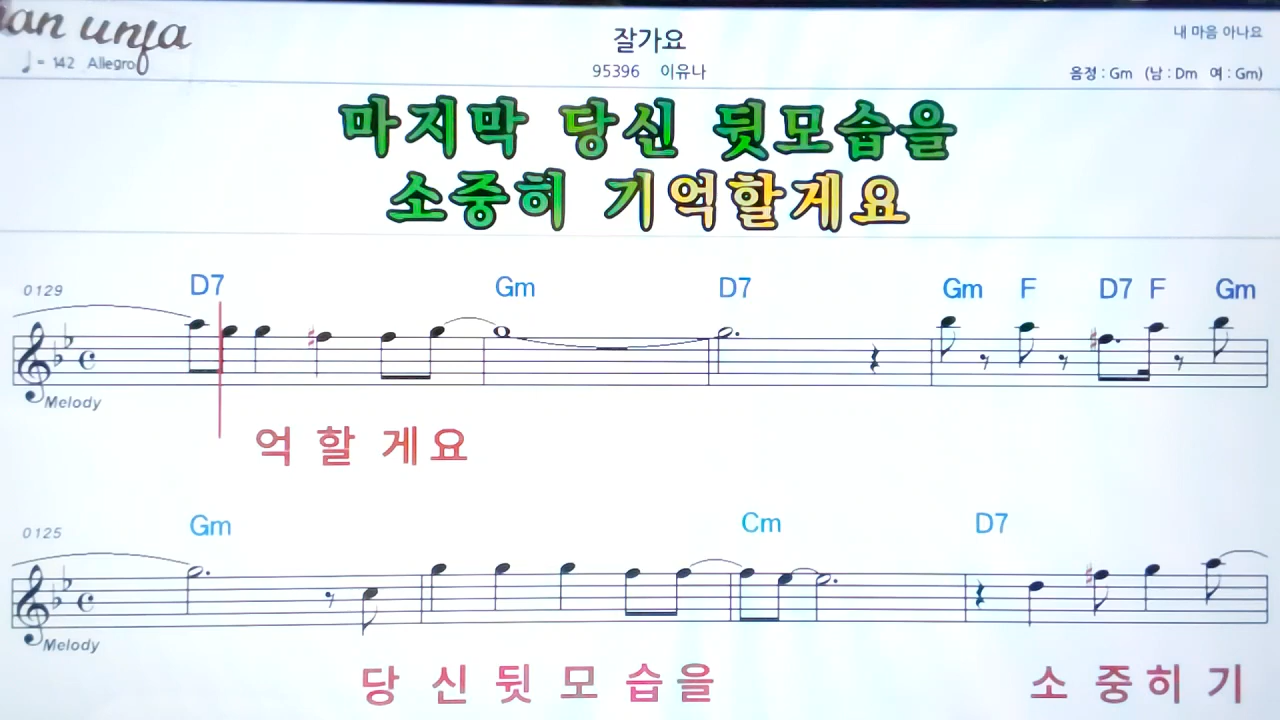 an unfa
잘가요
내 마음 아나요
♩ = 142 Allegro
95396 이유나
음정 : Gm (남 : Dm 여 : Gm)
마지막 당신 뒷모습을
소중히 기억할게요
0129 D7 Gm D7 Gm F D7 F Gm
Melody
억 할 게 요
0125 Gm Cm D7
Melody
당 신 뒷 모 습 을 소 중 히 기